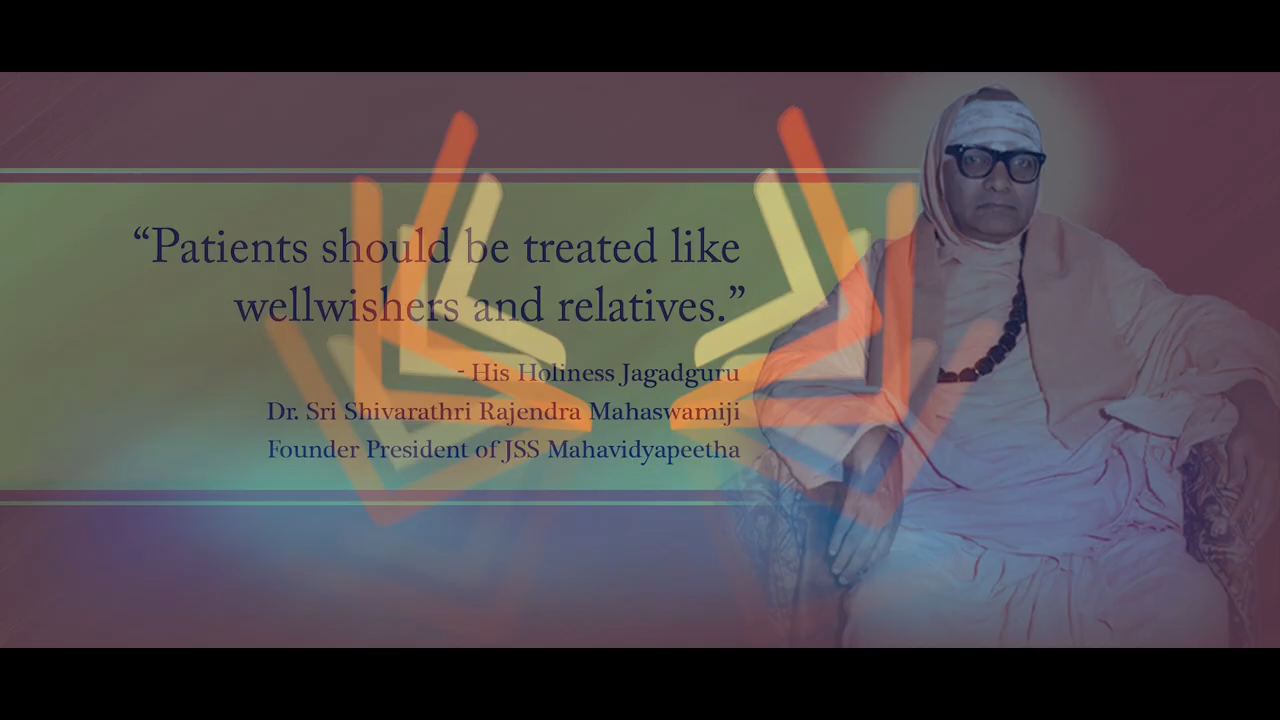 “Patients should be treated like
wellwishers and relatives.”
- His Holiness Jagadguru
Dr. Sri Shivarathri Rajendra Mahaswamiji
Founder President of JSS Mahavidyapeetha